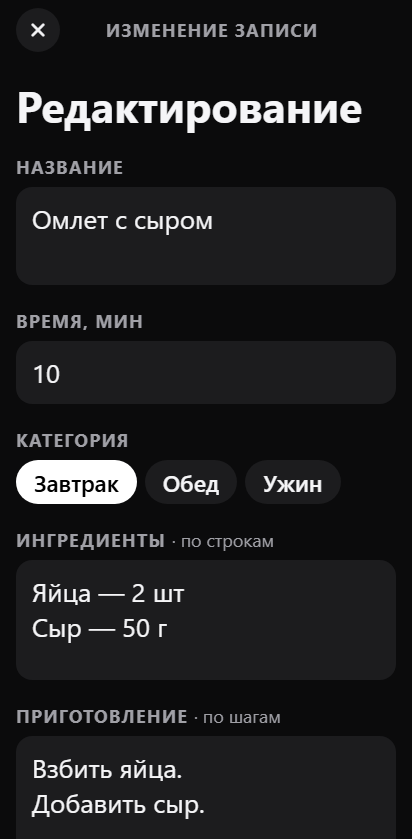 ИЗМЕНЕНИЕ ЗАПИСИ
Редактирование
НАЗВАНИЕ
Омлет с сыром
ВРЕМЯ, МИН
10
КАТЕГОРИЯ
Завтрак Обед Ужин
ИНГРЕДИЕНТЫ · по строкам
Яйца — 2 шт
Сыр — 50 г
ПРИГОТОВЛЕНИЕ · по шагам
Взбить яйца.
Добавить сыр.